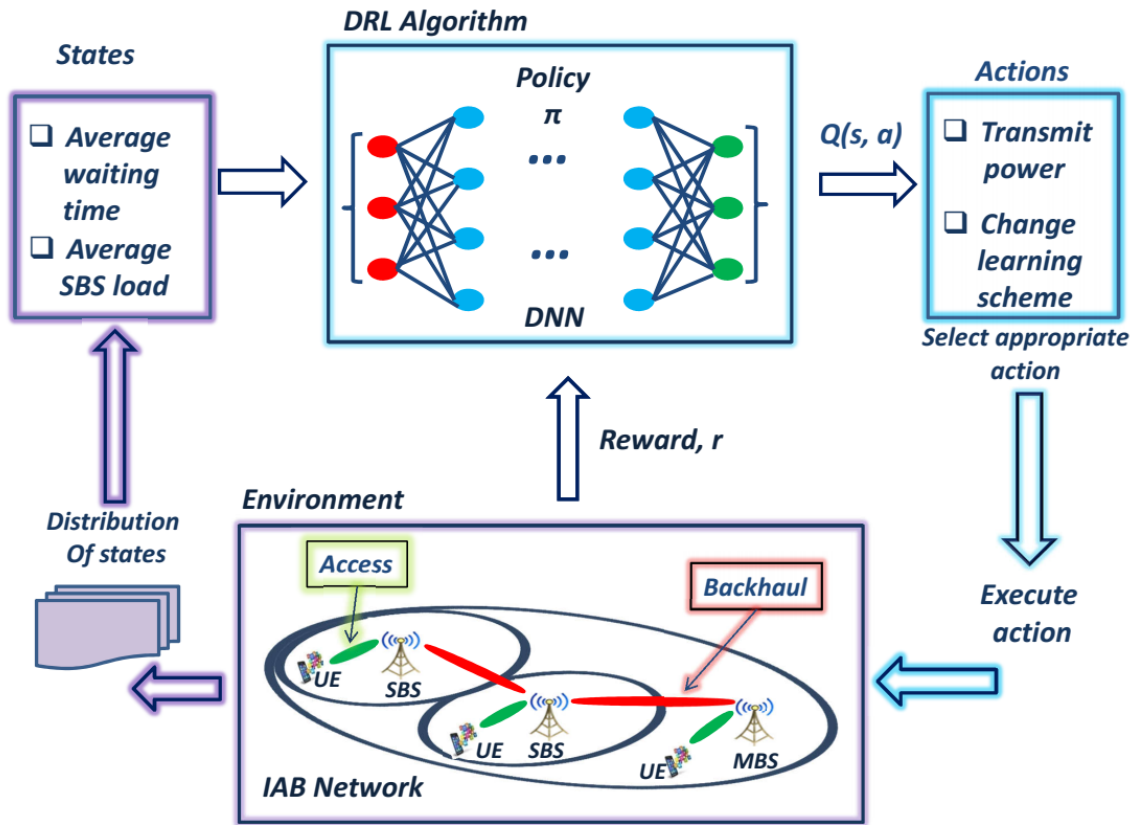 DRL Algorithm
States
Average
waiting
time
Average
SBS load
Policy
π
...
...
DNN
Q(s, a)
Actions
Transmit
power
Change
learning
scheme
Select appropriate
action
Reward, r
Execute
action
Distribution
Of states
Environment
Access
Backhaul
UE
SBS
UE
SBS
UE
MBS
IAB Network